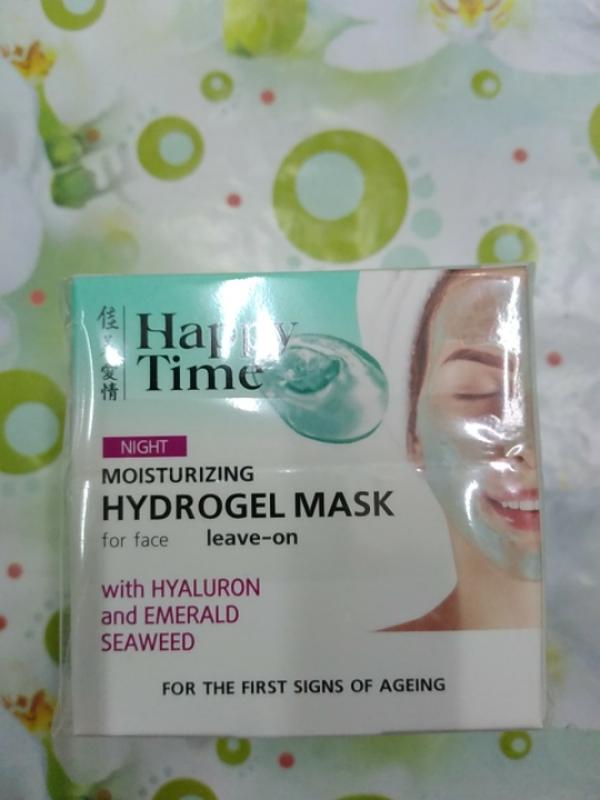 Happy
Time
NIGHT
MOISTURIZING
HYDROGEL MASK
for face leave-on
with HYALURON
and EMERALD
SEAWEED
FOR THE FIRST SIGNS OF AGEING
佳
愛
情